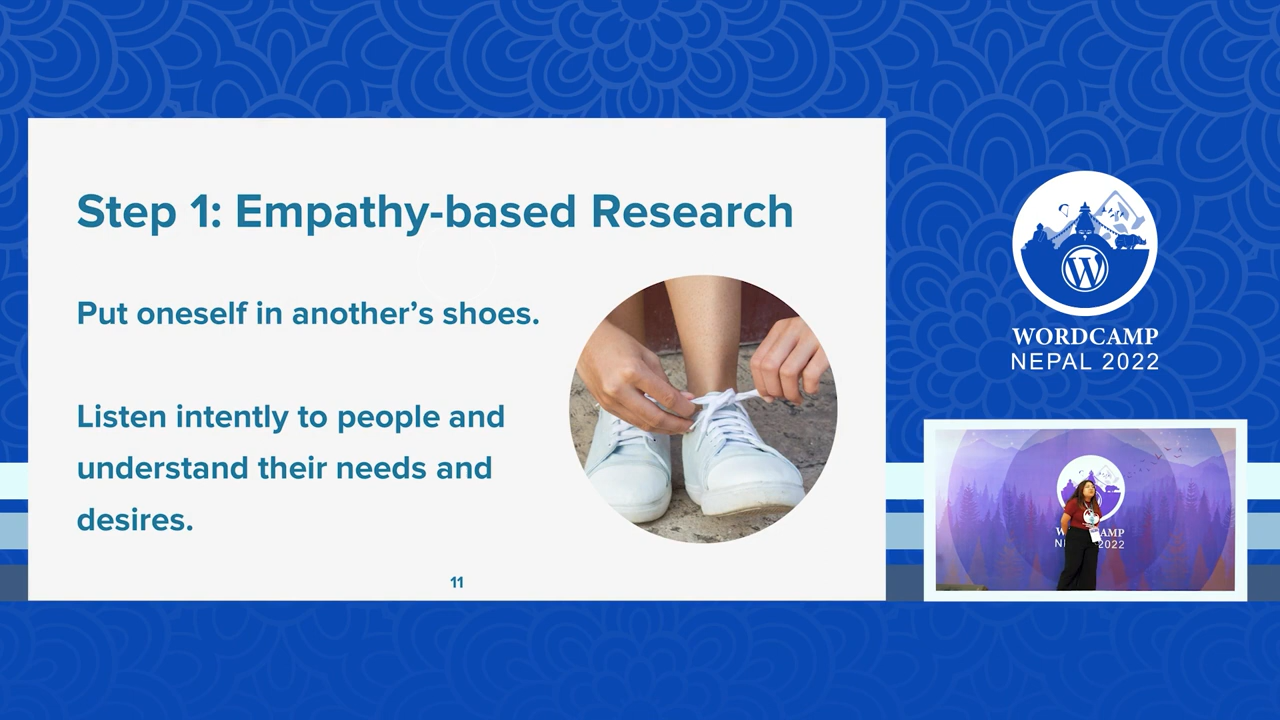 Step 1: Empathy-based Research
Put oneself in another’s shoes.
Listen intently to people and
understand their needs and
desires.
11
WORDCAMP
NEPAL 2022